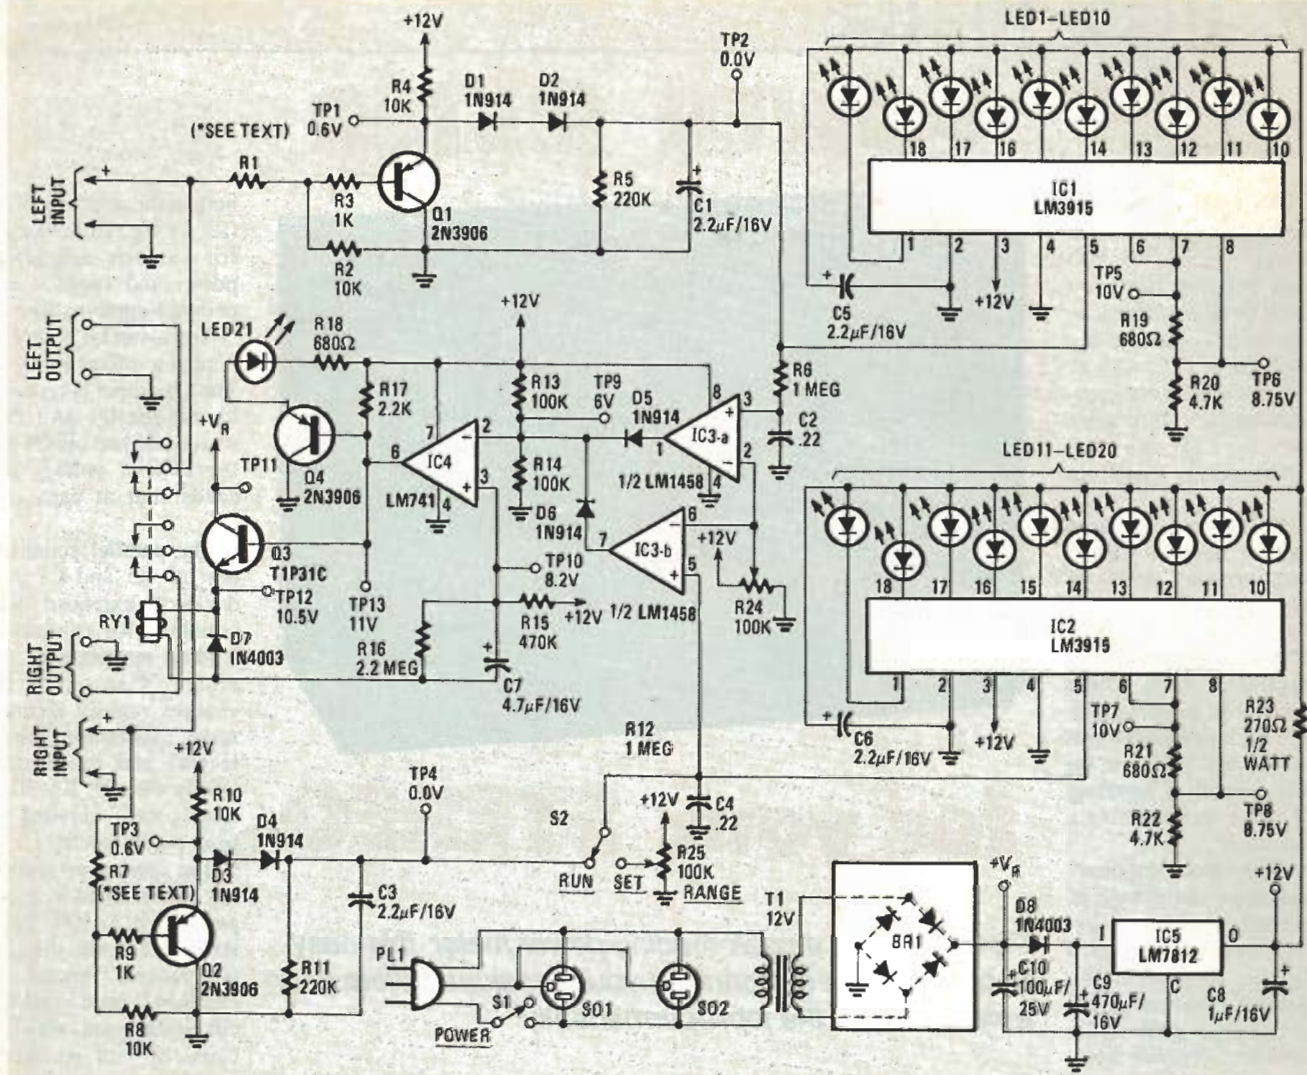 LED1–LED10
+12V
TP2
0.0V
R4
10K
D1
1N914
D2
1N914
TP1
0.6V
(*SEE TEXT)
R1
LEFT
INPUT
+
R3
1K
R2
10K
Q1
2N3906
R5
220K
+
C1
2.2µF/16V
18
17
16
14
13
12
11
10
IC1
LM3915
1
2
3
4
5
6
7
8
+
C5
2.2µF/16V
+12V
TP5
10V
R19
680Ω
R20
4.7K
TP6
8.75V
LEFT
OUTPUT
LED21
R18
680Ω
+12V
R17
2.2K
R13
100K
TP9
6V
D5
1N914
8
3
+
IC3-a
1
–
2
4
1/2 LM1458
R6
1 MEG
C2
.22
+VR
TP11
Q4
2N3906
6
7
2
–
IC4
+
3
4
LM741
R14
100K
D6
1N914
6
–
IC3-b
7
+
5
1/2 LM1458
+12V
R24
100K
LED11–LED20
18
17
16
15
14
13
12
11
10
IC2
LM3915
1
2
3
4
5
6
7
8
+
C6
2.2µF/16V
+12V
TP7
10V
R21
680Ω
R22
4.7K
TP8
8.75V
R23
270Ω
1/2
WATT
Q3
T1P31C
TP12
10.5V
RY1
D7
1N4003
TP13
11V
TP10
8.2V
R15
470K
+12V
R16
2.2 MEG
+
C7
4.7µF/16V
RIGHT
OUTPUT
RIGHT
INPUT
+
+12V
R10
10K
TP3
0.6V
D4
1N914
D3
1N914
R7
(*SEE TEXT)
R9
1K
R8
10K
Q2
2N3906
R11
220K
C3
2.2µF/16V
TP4
0.0V
R12
1 MEG
C4
.22
S2
RUN
SET
+12V
R25
100K
RANGE
PL1
S1
POWER
SO1
SO2
T1
12V
BR1
+VR
D8
1N4003
+
C10
100µF/
25V
+
C9
470µF/
16V
I
IC5
LM7812
O
C
C8
1µF/16V
+
+12V